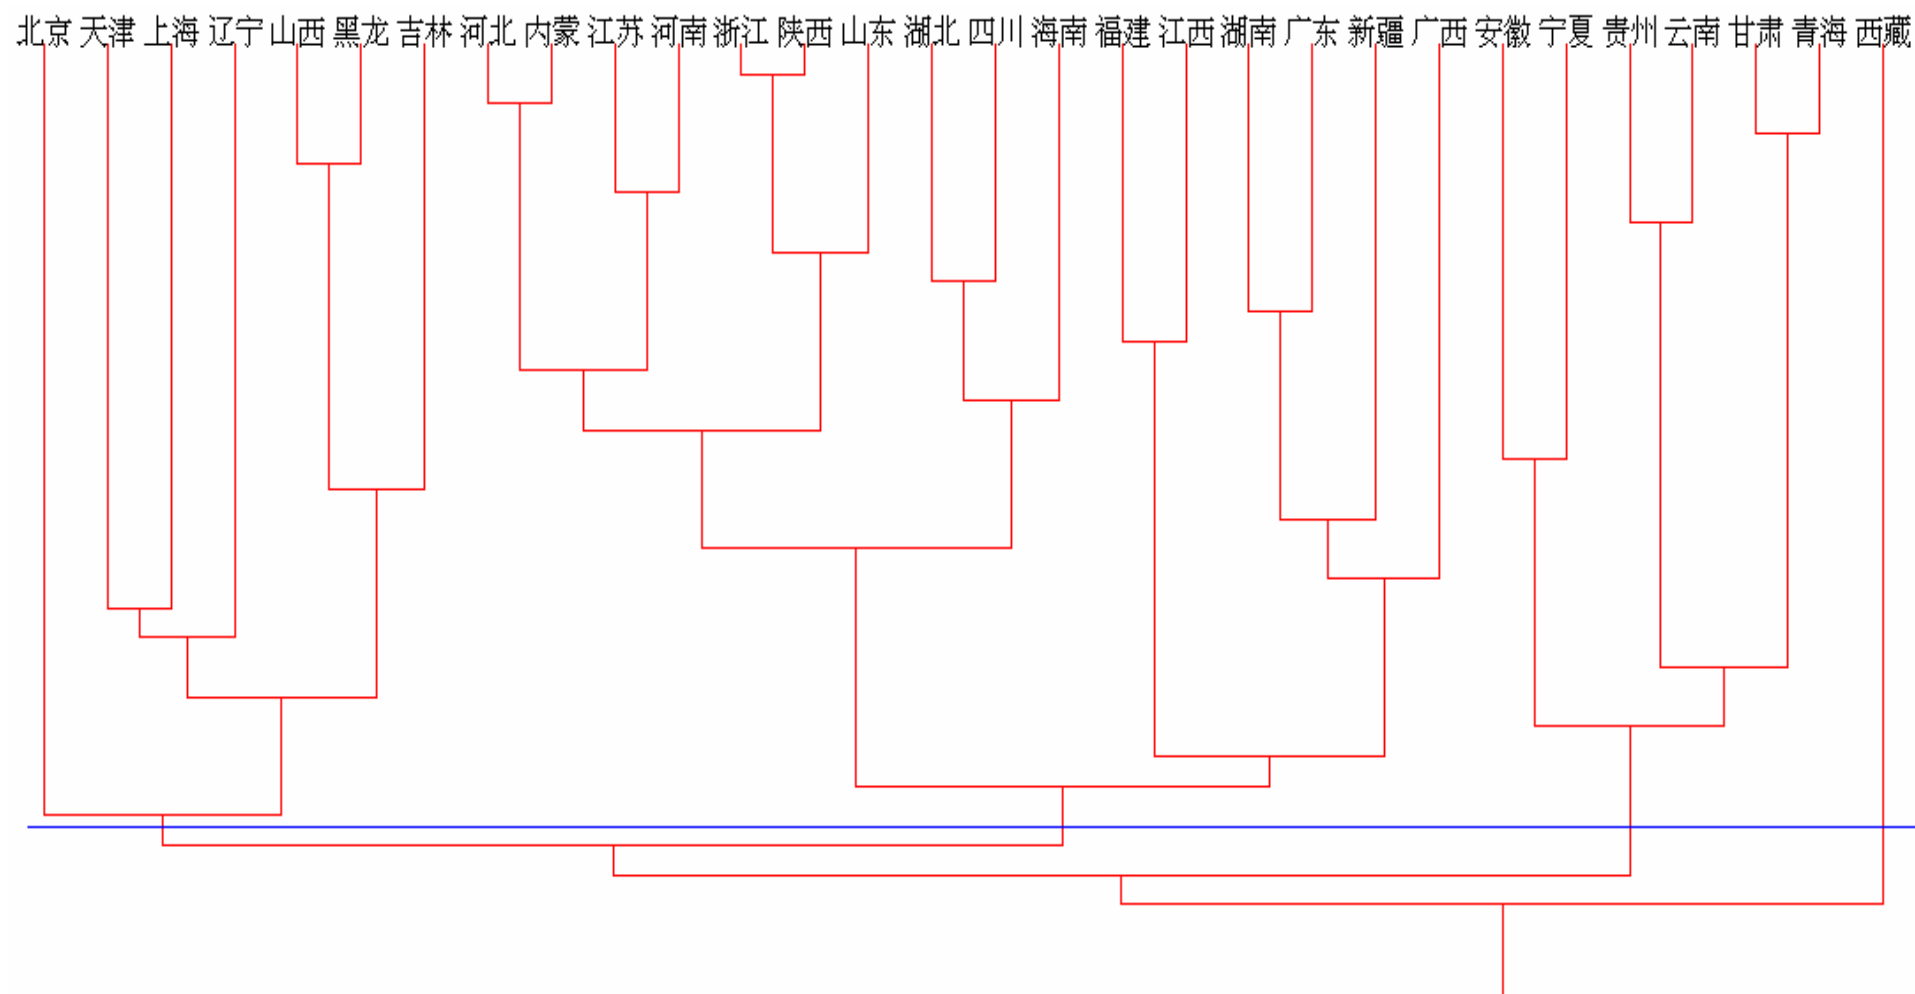 北京 天津 上海 辽宁 山西 黑龙 吉林 河北 内蒙 江苏 河南 浙江 陕西 山东 湖北 四川 海南 福建 江西 湖南 广东 新疆 广西 安徽 宁夏 贵州 云南 甘肃 青海 西藏